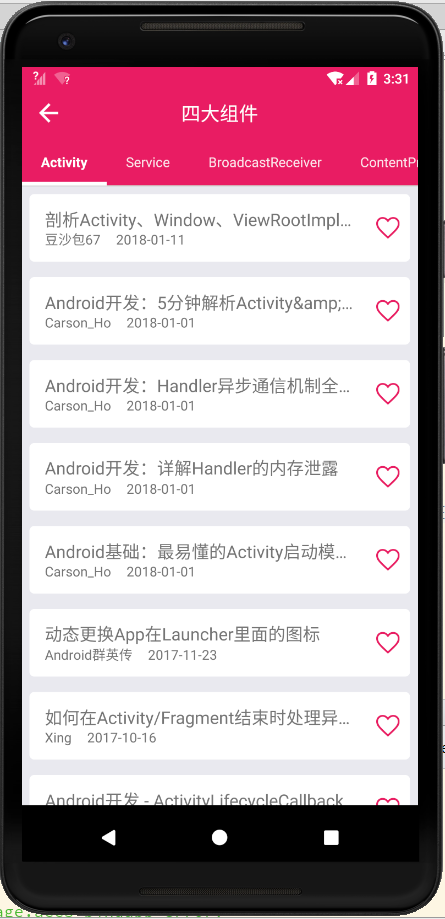 3:31
四大组件
Activity Service BroadcastReceiver ContentPr
剖析Activity、Window、ViewRootImpl...
豆沙包67 2018-01-11
Android开发：5分钟解析Activity&amp;...
Carson_Ho 2018-01-01
Android开发：Handler异步通信机制全...
Carson_Ho 2018-01-01
Android开发：详解Handler的内存泄露
Carson_Ho 2018-01-01
Android基础：最易懂的Activity启动模...
Carson_Ho 2018-01-01
动态更换App在Launcher里面的图标
Android群英传 2017-11-23
如何在Activity/Fragment结束时处理异...
Xing 2017-10-16
Android开发 - ActivityLifecycleCallback